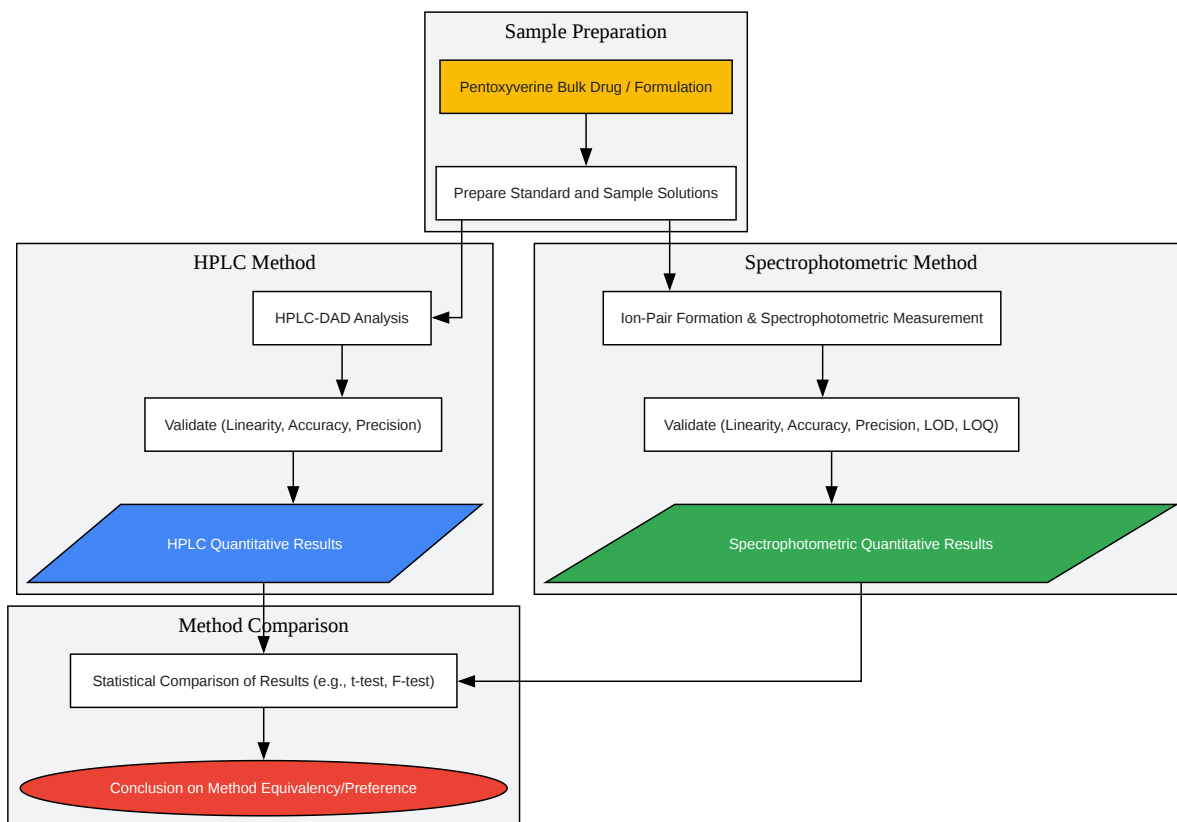 Sample Preparation
Pentoxyverine Bulk Drug / Formulation
Prepare Standard and Sample Solutions
HPLC Method
HPLC-DAD Analysis
Validate (Linearity, Accuracy, Precision)
HPLC Quantitative Results
Spectrophotometric Method
Ion-Pair Formation & Spectrophotometric Measurement
Validate (Linearity, Accuracy, Precision, LOD, LOQ)
Spectrophotometric Quantitative Results
Method Comparison
Statistical Comparison of Results (e.g., t-test, F-test)
Conclusion on Method Equivalency/Preference